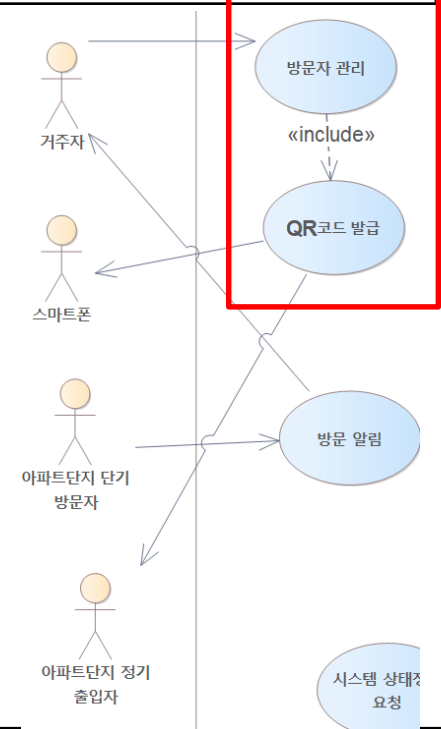 방문자 관리
거주자
«include»
QR코드 발급
스마트폰
방문 알림
아파트단지 단기
방문자
아파트단지 정기
출입자
시스템 상태
요청